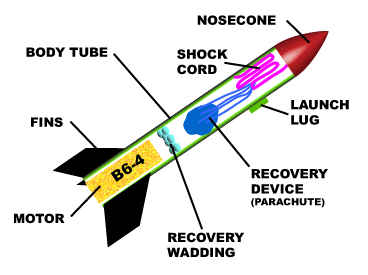 NOSECONE
BODY TUBE
SHOCK
CORD
LAUNCH
LUG
FINS
B6-4
RECOVERY
DEVICE
(PARACHUTE)
MOTOR
RECOVERY
WADDING